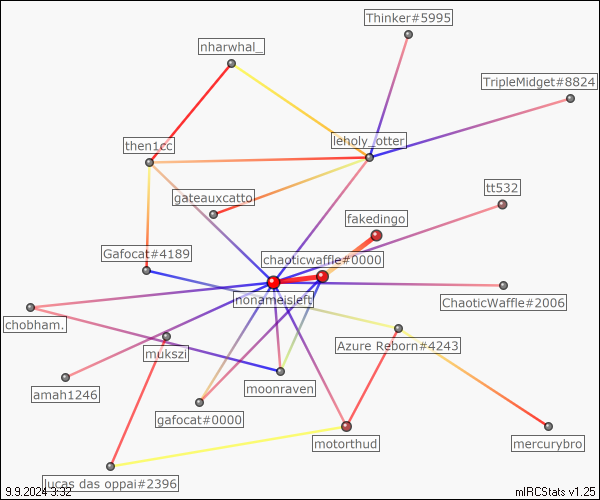 Thinker#5995
nharwhal_
TripleMidget#8824
leholy_otter
then1cc
tt532
gateauxcatto
fakedingo
Gafocat#4189
chaoticwaffle#0000
nonameisleft
ChaoticWaffle#2006
chobham.
Azure Reborn#4243
mukszi
moonraven
amah1246
gafocat#0000
motorthud
mercurybro
lucas das oppai#2396
9.9.2024 3:32
mIRCStats v1.25